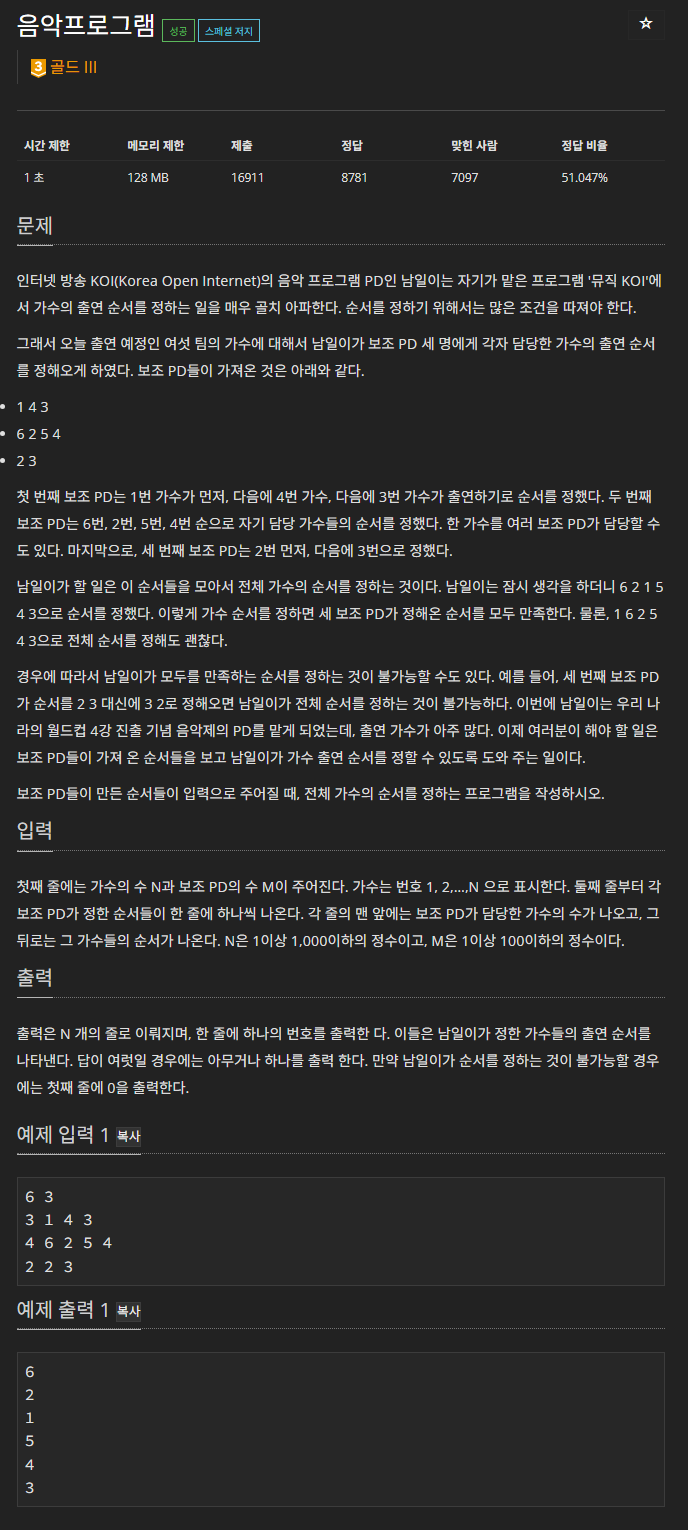 음악프로그램 성공 스페셜 저지
☆
3 골드 III
시간 제한 메모리 제한 제출 정답 맞힌 사람 정답 비율
1 초 128 MB 16911 8781 7097 51.047%
문제
인터넷 방송 KOI(Korea Open Internet)의 음악 프로그램 PD인 남일이는 자기가 맡은 프로그램 '뮤직 KOI'에
서 가수의 출연 순서를 정하는 일을 매우 골치 아파한다. 순서를 정하기 위해서는 많은 조건을 따져야 한다.
그래서 오늘 출연 예정인 여섯 팀의 가수에 대해서 남일이가 보조 PD 세 명에게 각자 담당한 가수의 출연 순서
를 정해오게 하였다. 보조 PD들이 가져온 것은 아래와 같다.
• 1 4 3
• 6 2 5 4
• 2 3
첫 번째 보조 PD는 1번 가수가 먼저, 다음에 4번 가수, 다음에 3번 가수가 출연하기로 순서를 정했다. 두 번째
보조 PD는 6번, 2번, 5번, 4번 순으로 자기 담당 가수들의 순서를 정했다. 한 가수를 여러 보조 PD가 담당할 수
도 있다. 마지막으로, 세 번째 보조 PD는 2번 먼저, 다음에 3번으로 정했다.
남일이가 할 일은 이 순서들을 모아서 전체 가수의 순서를 정하는 것이다. 남일이는 잠시 생각을 하더니 6 2 1 5
4 3으로 순서를 정했다. 이렇게 가수 순서를 정하면 세 보조 PD가 정해온 순서를 모두 만족한다. 물론, 1 6 2 5
4 3으로 전체 순서를 정해도 괜찮다.
경우에 따라서 남일이가 모두를 만족하는 순서를 정하는 것이 불가능할 수도 있다. 예를 들어, 세 번째 보조 PD
가 순서를 2 3 대신에 3 2로 정해오면 남일이가 전체 순서를 정하는 것이 불가능하다. 이번에 남일이는 우리 나
라의 월드컵 4강 진출 기념 음악제의 PD를 맡게 되었는데, 출연 가수가 아주 많다. 이제 여러분이 해야 할 일은
보조 PD들이 가져 온 순서들을 보고 남일이가 가수 출연 순서를 정할 수 있도록 도와 주는 일이다.
보조 PD들이 만든 순서들이 입력으로 주어질 때, 전체 가수의 순서를 정하는 프로그램을 작성하시오.
입력
첫째 줄에는 가수의 수 N과 보조 PD의 수 M이 주어진다. 가수는 번호 1, 2,…,N 으로 표시한다. 둘째 줄부터 각
보조 PD가 정한 순서들이 한 줄에 하나씩 나온다. 각 줄의 맨 앞에는 보조 PD가 담당한 가수의 수가 나오고, 그
뒤로는 그 가수들의 순서가 나온다. N은 1이상 1,000이하의 정수이고, M은 1이상 100이하의 정수이다.
출력
출력은 N 개의 줄로 이뤄지며, 한 줄에 하나의 번호를 출력한 다. 이들은 남일이가 정한 가수들의 출연 순서를
나타낸다. 답이 여럿일 경우에는 아무거나 하나를 출력 한다. 만약 남일이가 순서를 정하는 것이 불가능할 경우
에는 첫째 줄에 0을 출력한다.
예제 입력 1 복사
6 3
3 1 4 3
4 6 2 5 4
2 2 3
예제 출력 1 복사
6
2
1
5
4
3